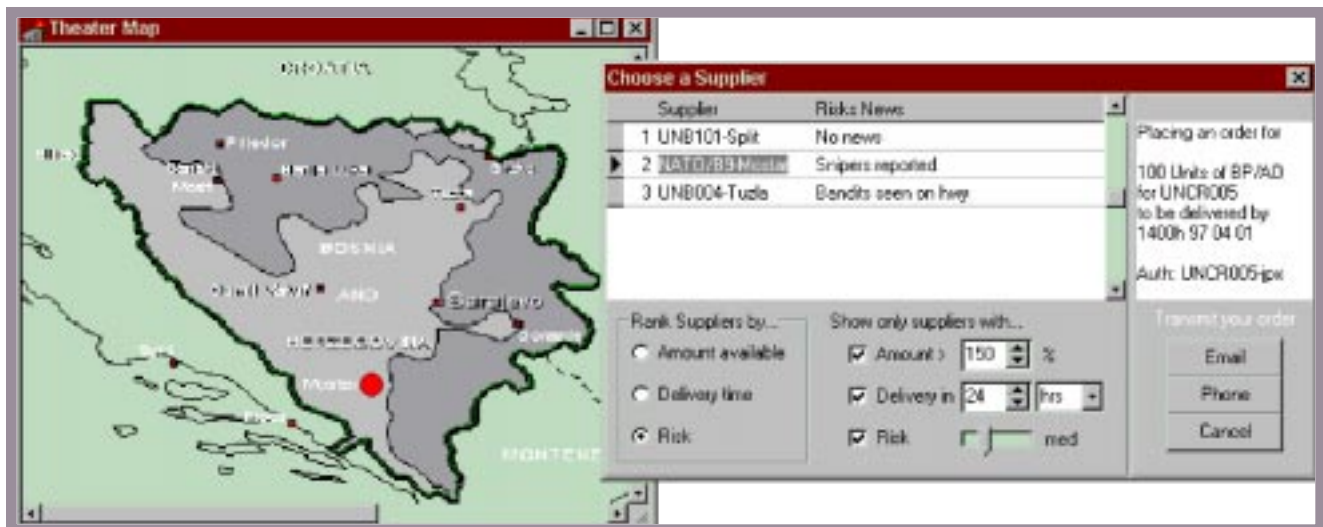 Theater Map
CROATIA
Prijedor
Sanski
Most
Banja Luka
Tuzla
BOSNIA
AND
HERZEGOVINA
Sarajevo
Gorazde
Split
Mostar
MONTENE
Choose a Supplier
Supplier Risks News
1 UNB101-Split No news
2 NATO/B9-Mostar Snipers reported
3 UNB004-Tuzla Bandits seen on hwy
Placing an order for
100 Units of BP/AD
for UNCR005
to be delivered by
1400h 97 04 01
Auth: UNCR005-jpx
Rank Suppliers by...
Amount available
Delivery time
Risk
Show only suppliers with...
Amount > 150 %
Delivery in 24 hrs
Risk med
Transmit your order
Email
Phone
Cancel